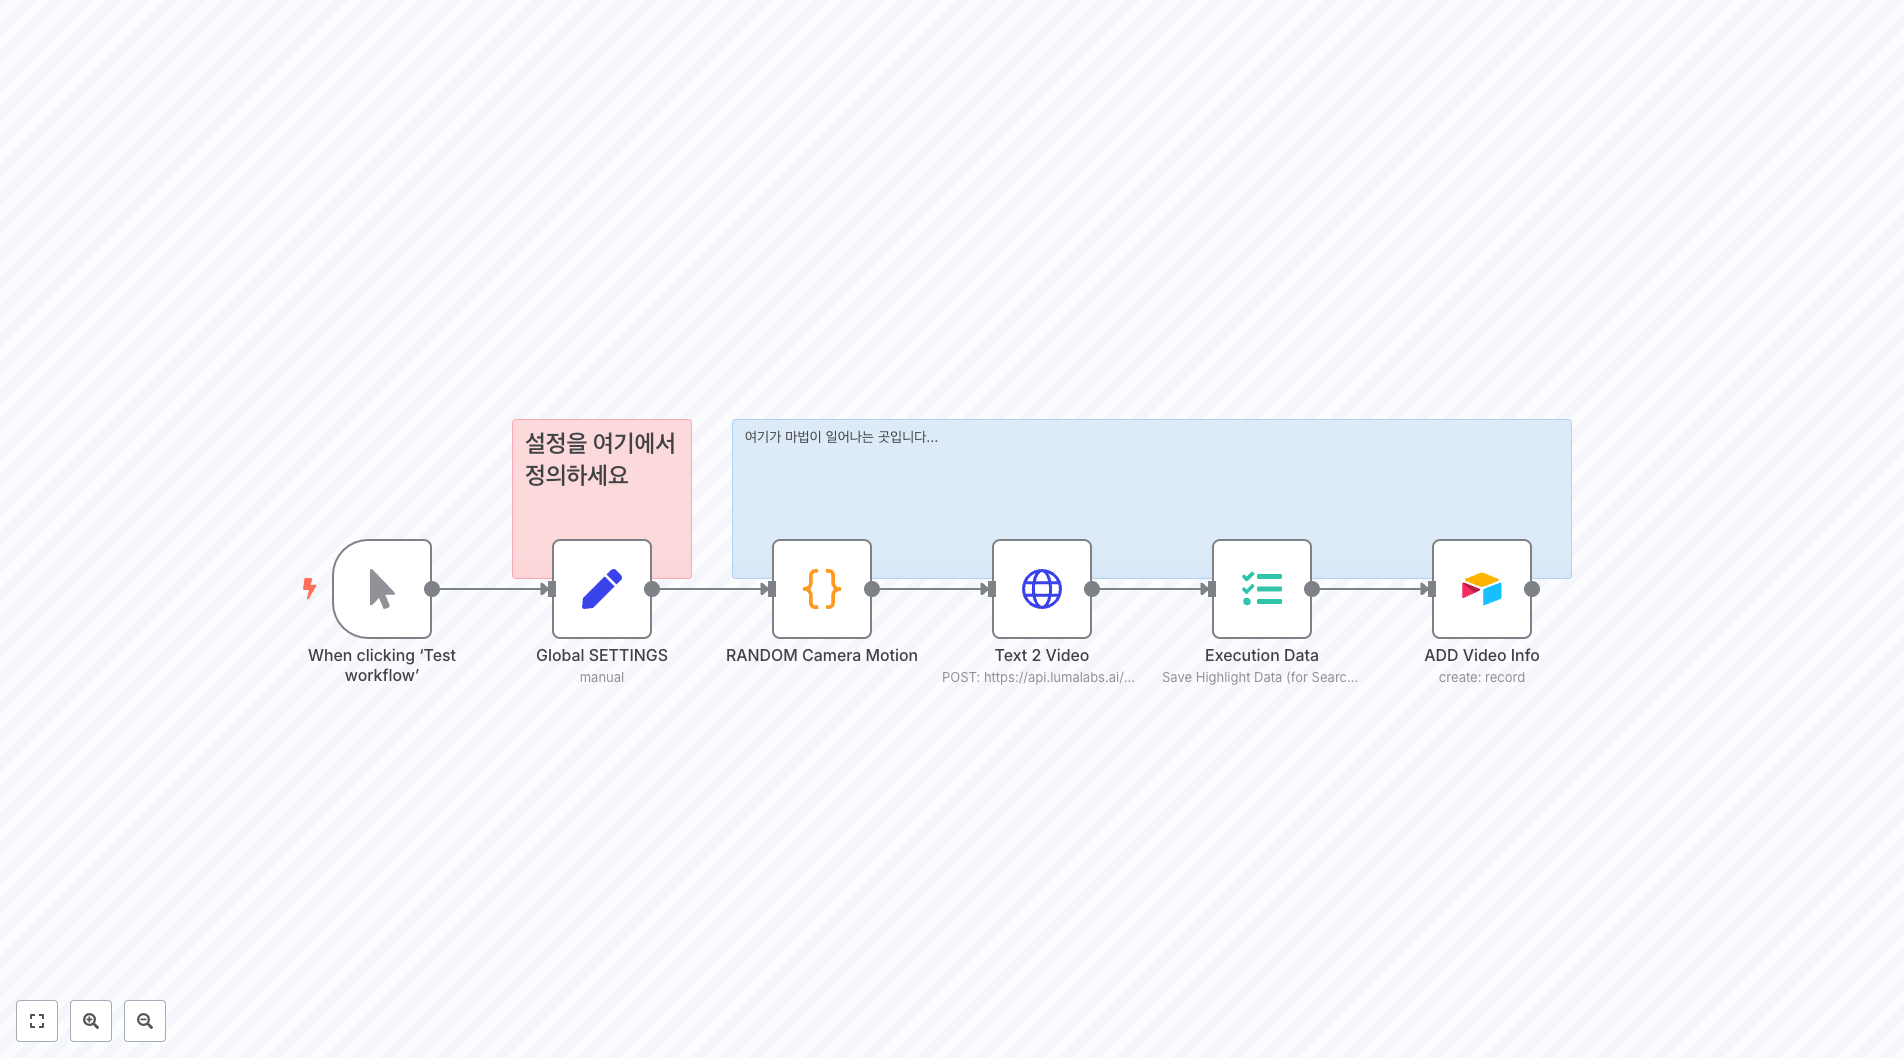 설정을 여기에서
정의하세요
여기가 마법이 일어나는 곳입니다...
When clicking ‘Test
workflow’
Global SETTINGS
manual
RANDOM Camera Motion
Text 2 Video
POST: https://api.lumalabs.ai/...
Execution Data
Save Highlight Data (for Searc...
ADD Video Info
create: record